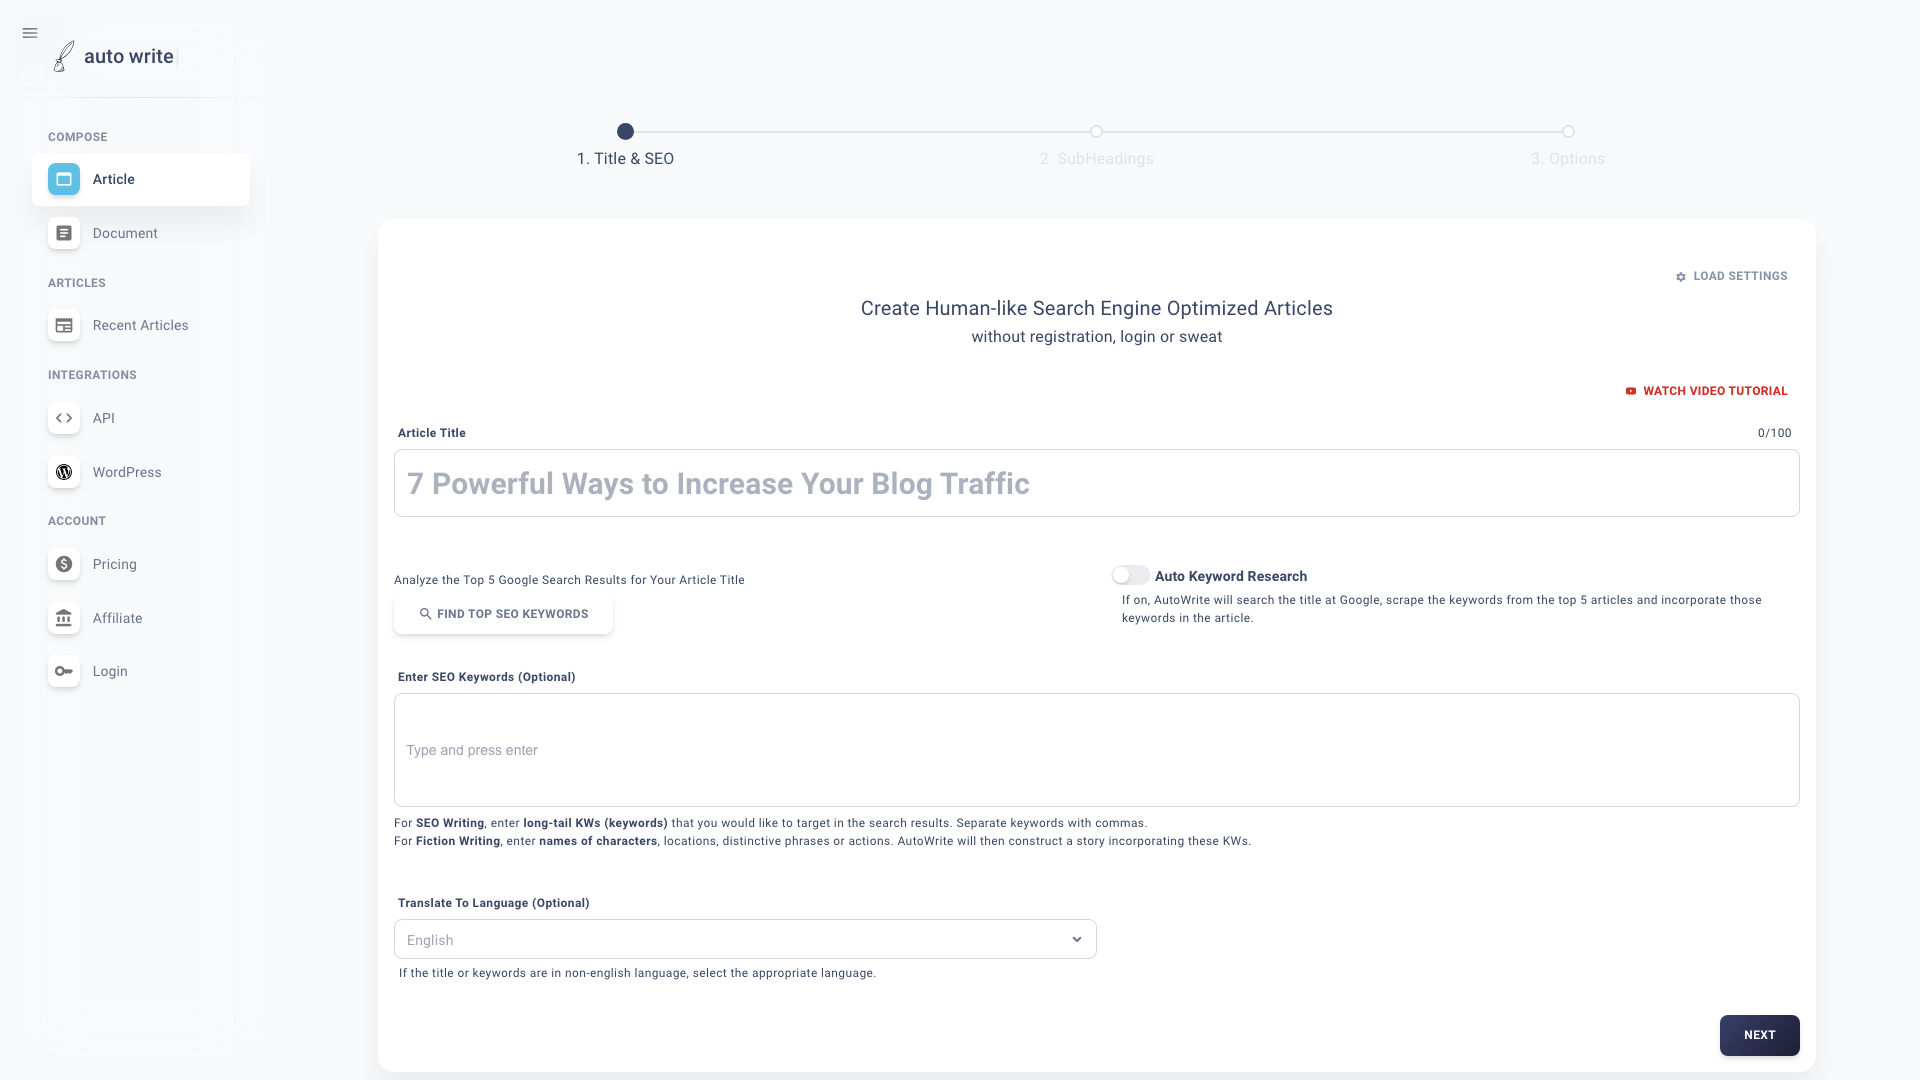 auto write
COMPOSE
Article
Document
ARTICLES
Recent Articles
INTEGRATIONS
API
WordPress
ACCOUNT
Pricing
Affiliate
Login
1. Title & SEO
2. SubHeadings
3. Options
LOAD SETTINGS
Create Human-like Search Engine Optimized Articles
without registration, login or sweat
WATCH VIDEO TUTORIAL
Article Title
0/100
7 Powerful Ways to Increase Your Blog Traffic
Analyze the Top 5 Google Search Results for Your Article Title
FIND TOP SEO KEYWORDS
Auto Keyword Research
If on, AutoWrite will search the title at Google, scrape the keywords from the top 5 articles and incorporate those
keywords in the article.
Enter SEO Keywords (Optional)
Type and press enter
For SEO Writing, enter long-tail KWs (keywords) that you would like to target in the search results. Separate keywords with commas.
For Fiction Writing, enter names of characters, locations, distinctive phrases or actions. AutoWrite will then construct a story incorporating these KWs.
Translate To Language (Optional)
English
If the title or keywords are in non-english language, select the appropriate language.
NEXT